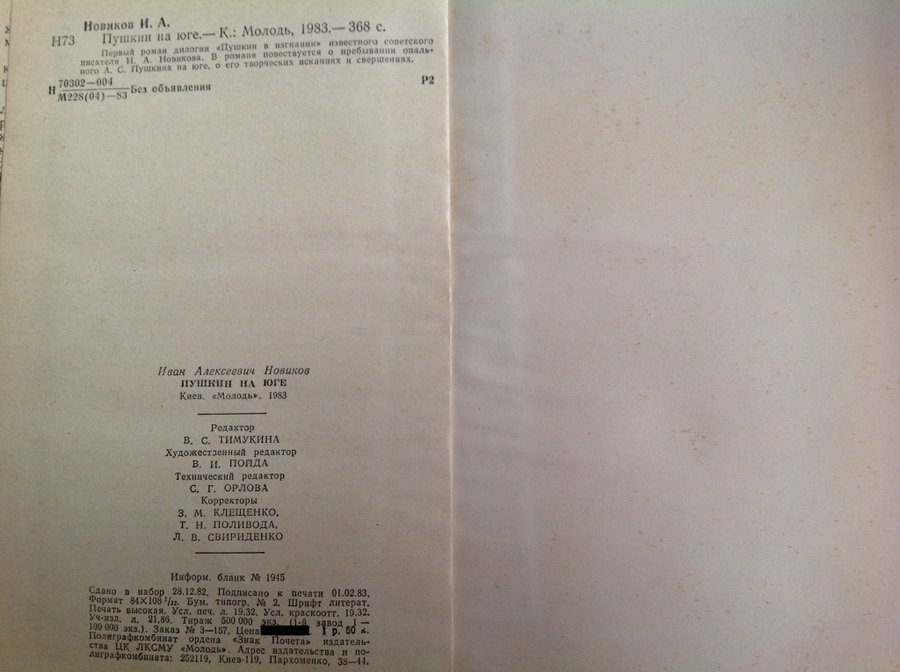 Новиков И. А.
Н73 Пушкин на юге.— К.: Молодь, 1983.— 368 с.
Первый роман дилогии «Пушкин в изгнании» известного советского
писателя И. А. Новикова. В романе повествуется о пребывании опаль-
ного А. С. Пушкина на юге, о его творческих исканиях и свершениях.
Н 70302—004
М228(04)—83 Без объявления Р2
Иван Алексеевич Новиков
ПУШКИН НА ЮГЕ
Киев, «Молодь», 1983
Редактор
В. С. ТИМУКИНА
Художественный редактор
В. И. ПОЙДА
Технический редактор
С. Г. ОРЛОВА
Корректоры
З. М. КЛЕЩЕНКО,
Т. Н. ПОЛИВОДА,
Л. В. СВИРИДЕНКО
Информ. бланк № 1945
Сдано в набор 28.12.82. Подписано к печати 01.02.83.
Формат 84Х108 1/32. Бум. типогр. № 2. Шрифт литерат.
Печать высокая. Усл. печ. л. 19,32. Усл. краскоотт. 19,32.
Уч-изд. л. 21,86. Тираж 500 000 экз. (1-й завод 1—
100 000 экз.). Заказ № 3—157. Цена 1 р. 60 к.
Полиграфкомбинат ордена «Знак Почета» издатель-
ства ЦК ЛКСМУ «Молодь». Адрес издательства и по-
лиграфкомбината: 252119, Киев-119, Пархоменко, 38—44.